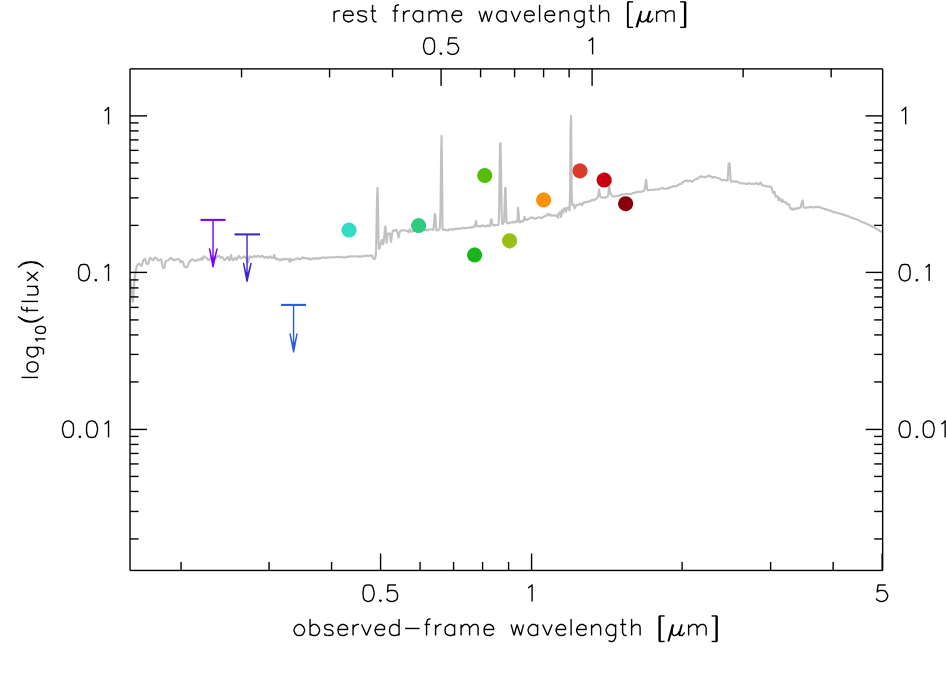 rest frame wavelength [μm]
0.5 1
1 1
0.1 0.1
log10(flux)
0.01 0.01
0.5 1 5
observed-frame wavelength [μm]